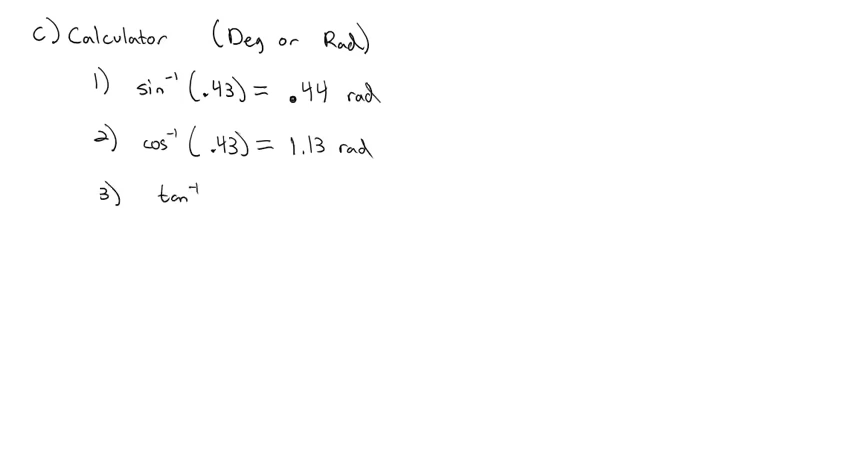 C) Calculator (Deg or Rad)
1) sin⁻¹ (.43) = .44 rad
2) cos⁻¹ (.43) = 1.13 rad
3) tan⁻¹